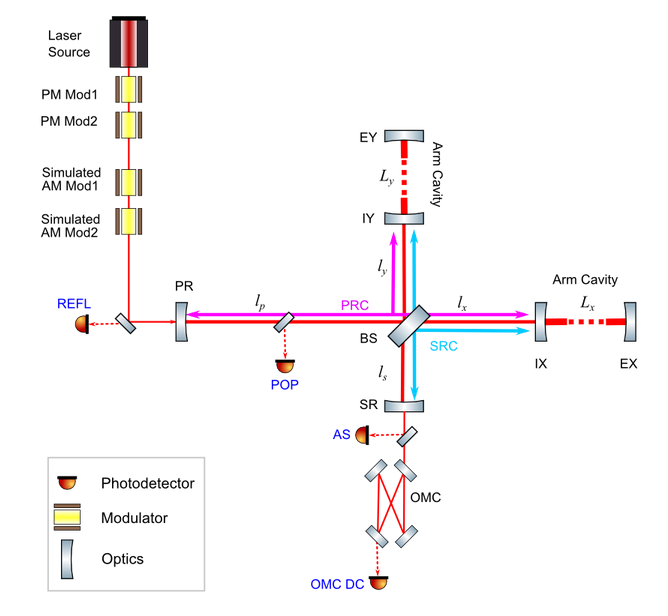 Laser
Source
PM Mod1
PM Mod2
Simulated
AM Mod1
Simulated
AM Mod2
REFL
PR
l_p
PRC
POP
EY
Arm Cavity
L_y
IY
l_y
BS
l_x
SRC
l_s
Arm Cavity
L_x
IX
EX
SR
AS
OMC
OMC DC
Photodetector
Modulator
Optics